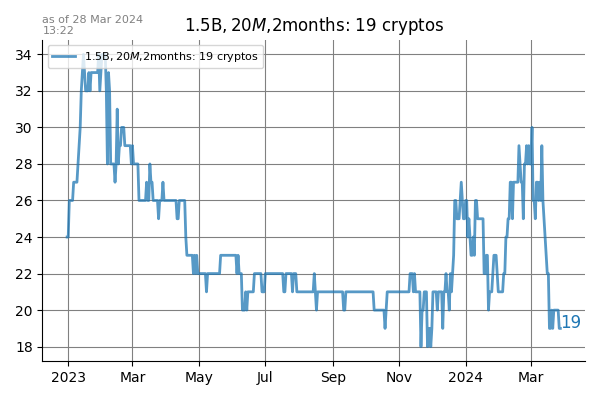 as of 28 Mar 2024
13:22
1.5B, 20M,2months: 19 cryptos
1.5B, 20M,2months: 19 cryptos
34
32
30
28
26
24
22
20
18
19
2023
Mar
May
Jul
Sep
Nov
2024
Mar